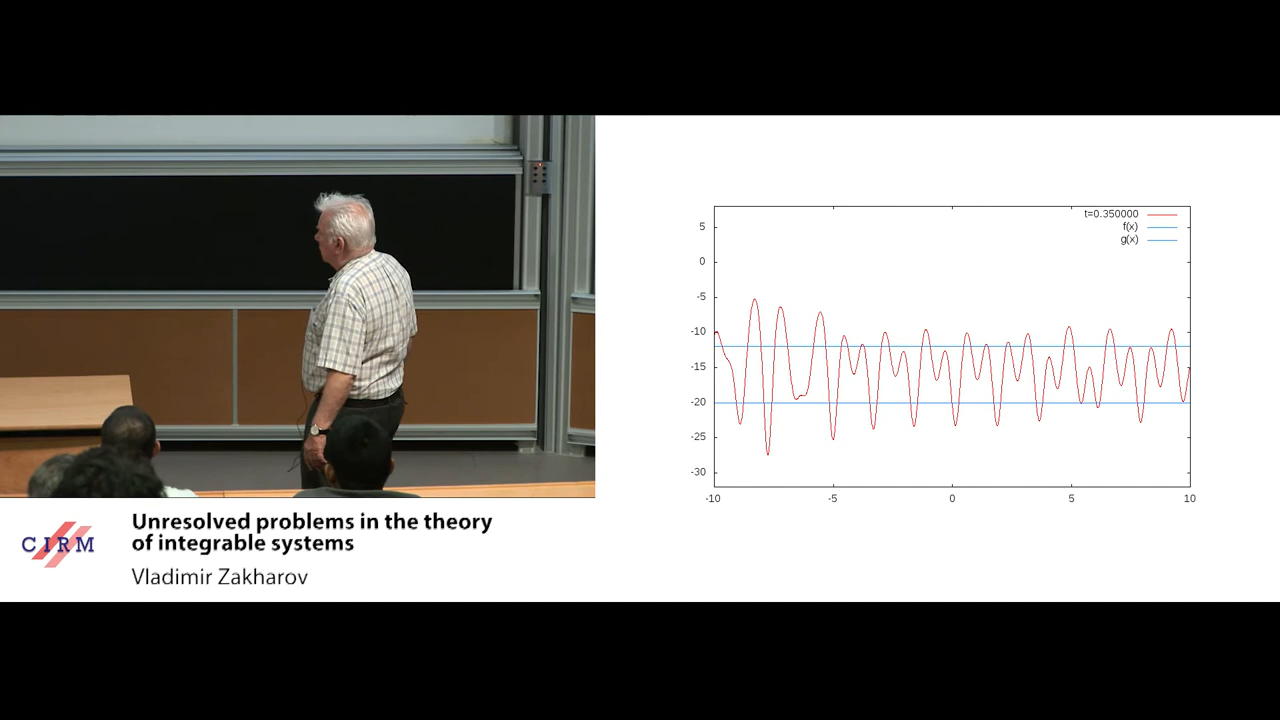 t=0.350000
f(x)
g(x)
5
0
-5
-10
-15
-20
-25
-30
-10 -5 0 5 10
CIRM
Unresolved problems in the theory
of integrable systems
Vladimir Zakharov